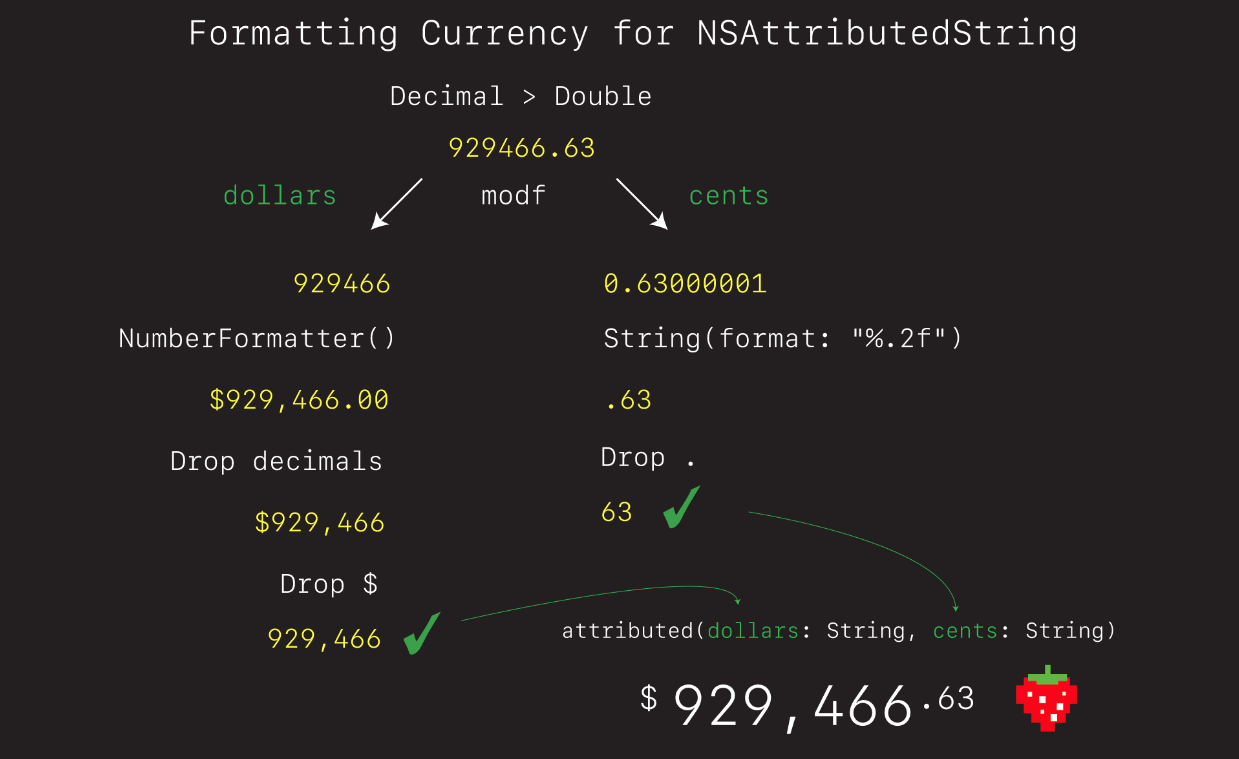 Formatting Currency for NSAttributedString
Decimal > Double
929466.63
dollars modf cents
929466 0.63000001
NumberFormatter() String(format: "%.2f")
$929,466.00 .63
Drop decimals Drop .
$929,466 63
Drop $
929,466
attributed(dollars: String, cents: String)
$ 929,466.63